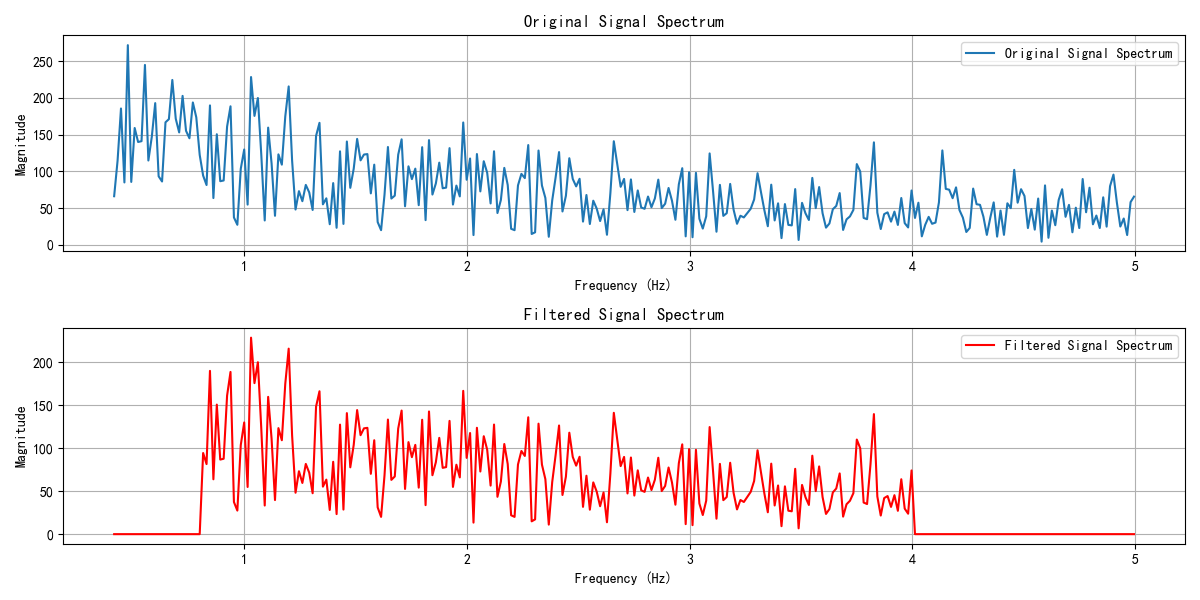 Original Signal Spectrum
Original Signal Spectrum
Magnitude
250
200
150
100
50
0
1 2 3 4 5
Frequency (Hz)
Filtered Signal Spectrum
Filtered Signal Spectrum
Magnitude
200
150
100
50
0
1 2 3 4 5
Frequency (Hz)